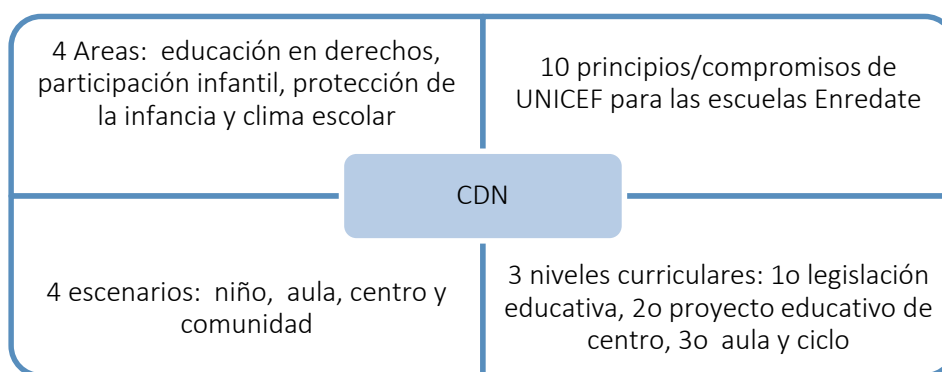 4 Areas: educación en derechos,
participación infantil, protección de
la infancia y clima escolar
10 principios/compromisos de
UNICEF para las escuelas Enredate
CDN
4 escenarios: niño, aula, centro y
comunidad
3 niveles curriculares: 1o legislación
educativa, 2o proyecto educativo de
centro, 3o aula y ciclo